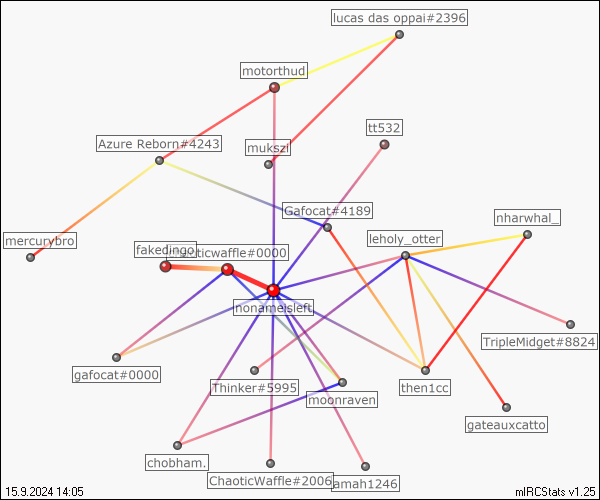 lucas das oppai#2396
motorthud
tt532
Azure Reborn#4243
mukszi
Gafocat#4189
nharwhal_
mercurybro
leholy_otter
fakedingo
chaoticwaffle#0000
nonameisleft
TripleMidget#8824
gafocat#0000
Thinker#5995
then1cc
moonraven
gateauxcatto
chobham.
ChaoticWaffle#2006
amah1246
15.9.2024 14:05
mIRCStats v1.25